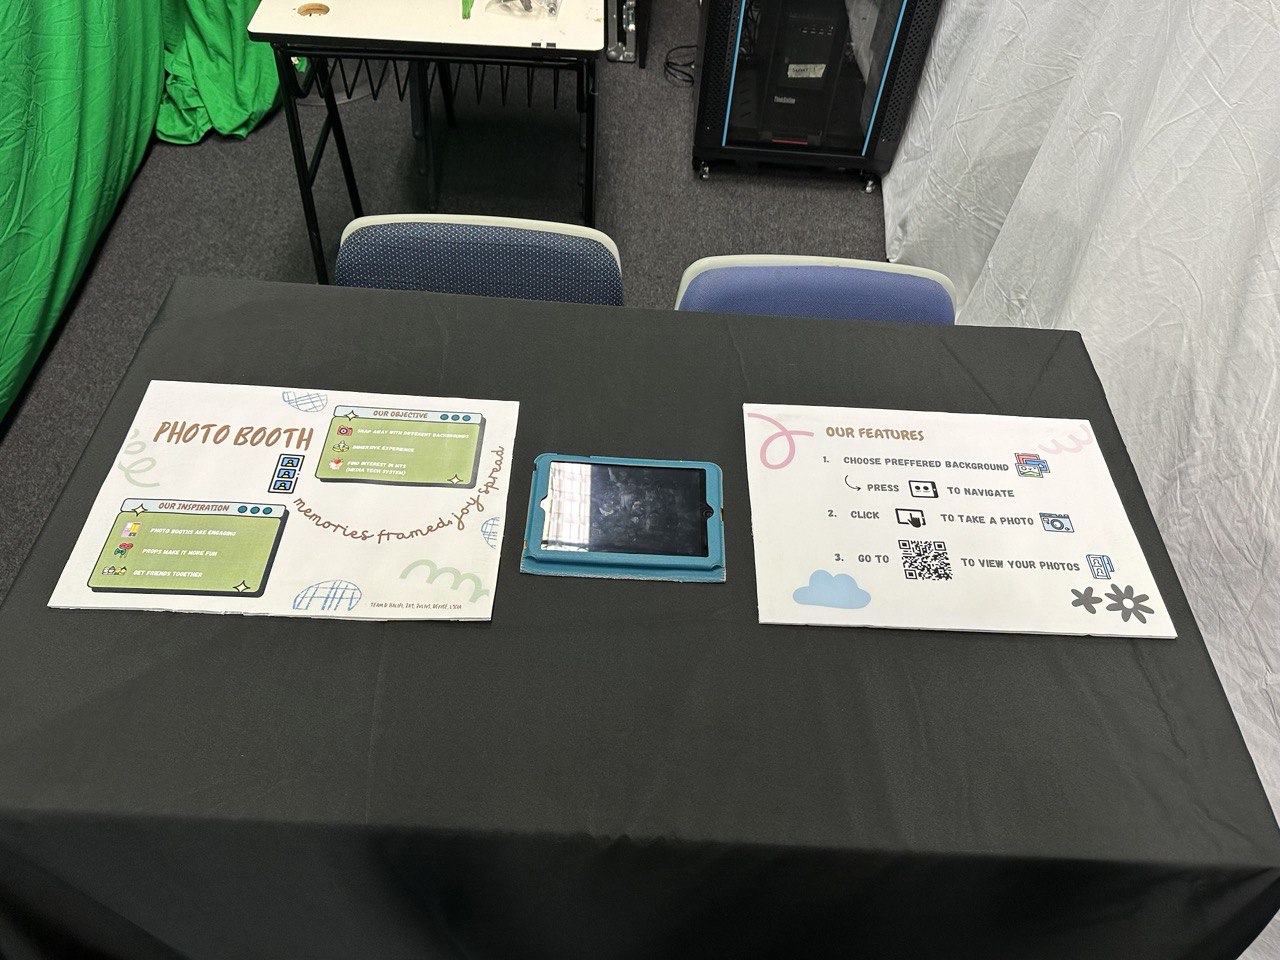 PHOTO BOOTH
OUR OBJECTIVE
SNAP AWAY WITH DIFFERENT BACKGROUNDS
IMMERSIVE EXPERIENCE
FIND INTEREST IN MTS
(MEDIA TECH SYSTEM)
OUR INSPIRATION
PHOTO BOOTHS ARE ENGAGING
PROPS MAKE IT MORE FUN
GET FRIENDS TOGETHER
memories framed, joy spread
OUR FEATURES
1. CHOOSE PREFFERED BACKGROUND
PRESS TO NAVIGATE
2. CLICK TO TAKE A PHOTO
3. GO TO TO VIEW YOUR PHOTOS
ThinkStation